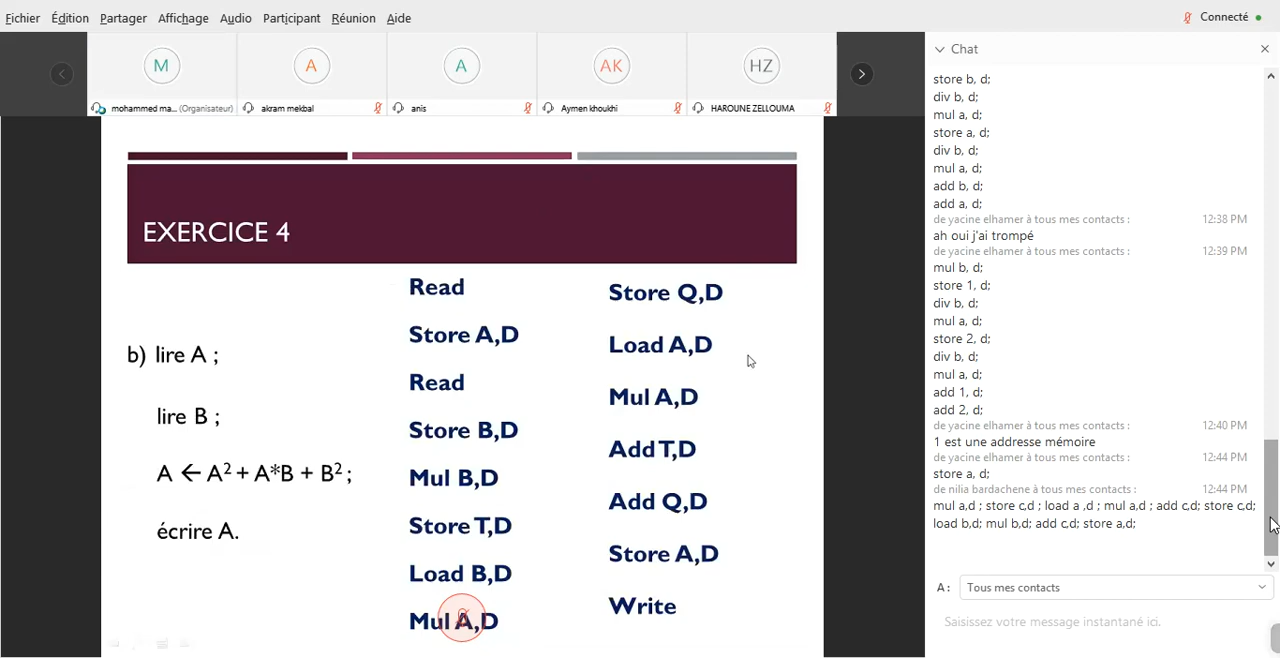 Fichier Édition Partager Affichage Audio Participant Réunion Aide
Connecté
M
A
A
AK
HZ
mohammed ma... (Organisateur)
akram mekbal
anis
Aymen khoukhi
HAROUNE ZELLOUMA
EXERCICE 4
b) lire A ;
lire B ;
A ← A² + A*B + B² ;
écrire A.
Read
Store A,D
Read
Store B,D
Mul B,D
Store T,D
Load B,D
Mul A,D
Store Q,D
Load A,D
Mul A,D
Add T,D
Add Q,D
Store A,D
Write
Chat
store b, d;
div b, d;
mul a, d;
store a, d;
div b, d;
mul a, d;
add b, d;
add a, d;
de yacine elhamer à tous mes contacts : 12:38 PM
ah oui j'ai trompé
de yacine elhamer à tous mes contacts : 12:39 PM
mul b, d;
store 1, d;
div b, d;
mul a, d;
store 2, d;
div b, d;
mul a, d;
add 1, d;
add 2, d;
de yacine elhamer à tous mes contacts : 12:40 PM
1 est une addresse mémoire
de yacine elhamer à tous mes contacts : 12:44 PM
store a, d;
de nilia bardachene à tous mes contacts : 12:44 PM
mul a,d ; store c,d ; load a ,d ; mul a,d ; add c,d; store c,d;
load b,d; mul b,d; add c,d; store a,d;
A : Tous mes contacts
Saisissez votre message instantané ici.